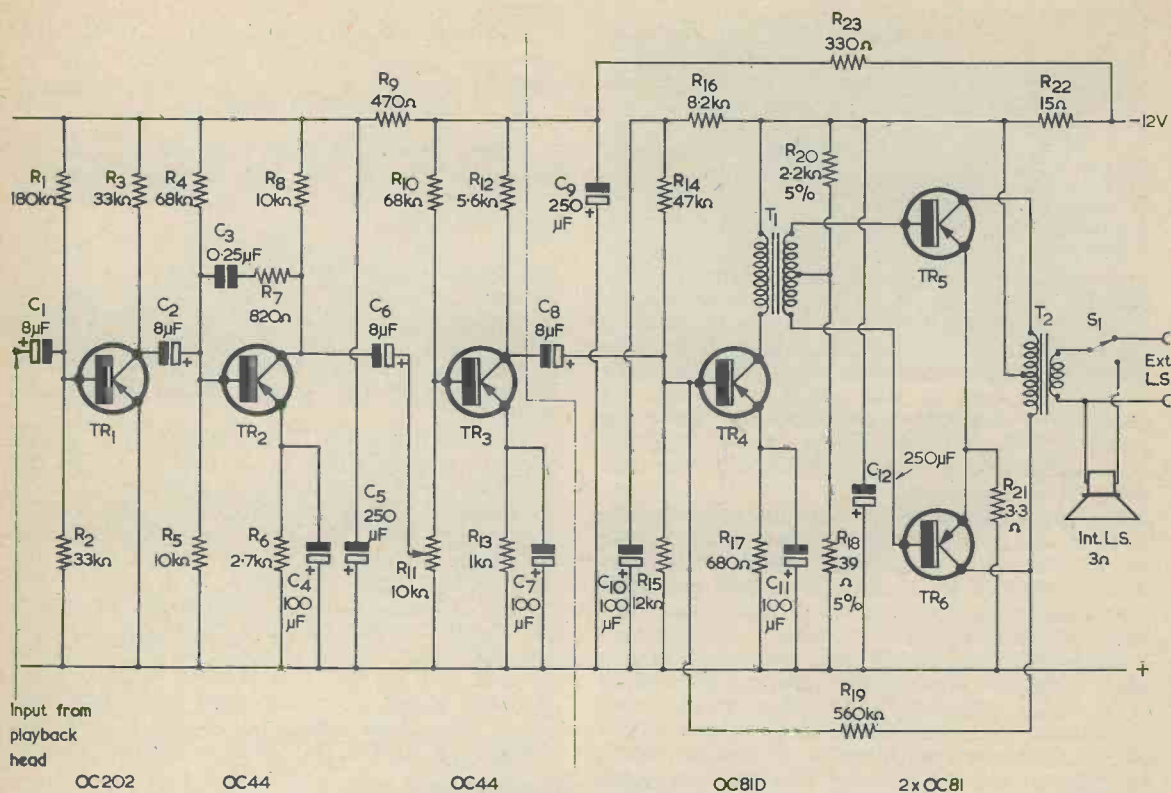 R23
330Ω
R9
470Ω
R16
8·2kΩ
R22
15Ω
−12V
R1
180kΩ
R3
33kΩ
R4
68kΩ
R8
10kΩ
R10
68kΩ
R12
5·6kΩ
C9
250
μF
+
R14
47kΩ
R20
2·2kΩ
5%
T1
C3
0·25μF
R7
820Ω
C1
8μF
+
C2
8μF
+
C6
8μF
+
C8
8μF
+
TR1
TR2
TR3
TR4
TR5
T2
S1
Ext.
L.S.
R2
33kΩ
R5
10kΩ
R6
2.7kΩ
C4
100
μF
+
C5
250
μF
+
R11
10kΩ
R13
1kΩ
C7
100
μF
+
C10
100
μF
+
R15
12kΩ
R17
680Ω
C11
100
μF
+
R18
39
Ω
5%
C12
250μF
+
TR6
R21
3·3
Ω
Int. L.S.
3Ω
+
R19
560kΩ
Input from
playback
head
OC202
OC44
OC44
OC81D
2 x OC81